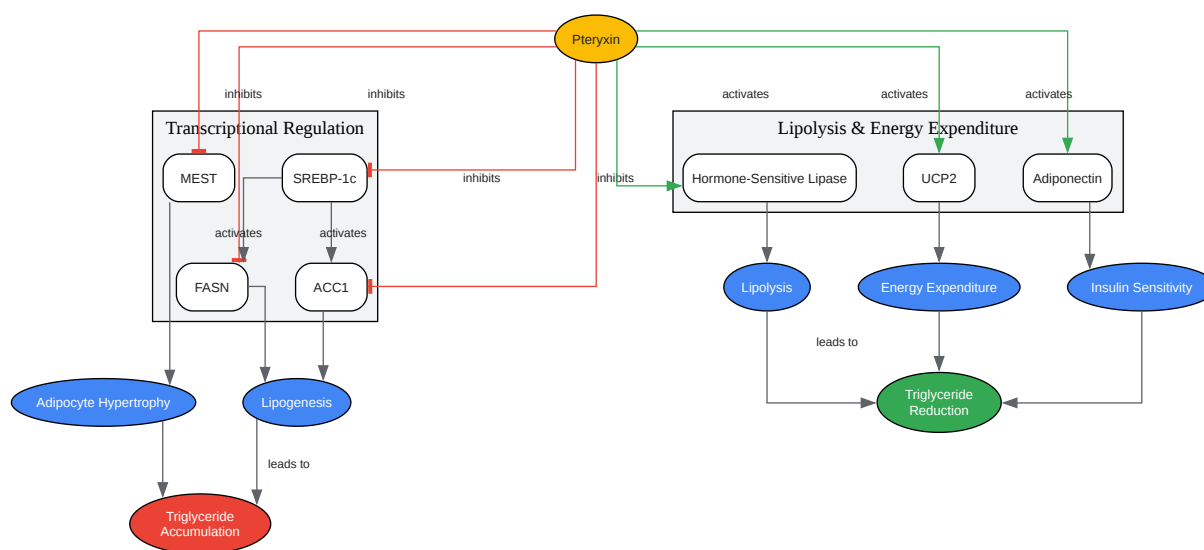 Pteryxin
inhibits
inhibits
activates
activates
activates
Transcriptional Regulation
Lipolysis & Energy Expenditure
MEST
SREBP-1c
inhibits
inhibits
Hormone-Sensitive Lipase
UCP2
Adiponectin
activates
activates
FASN
ACC1
Lipolysis
Energy Expenditure
Insulin Sensitivity
leads to
Adipocyte Hypertrophy
Lipogenesis
Triglyceride
Reduction
leads to
Triglyceride
Accumulation